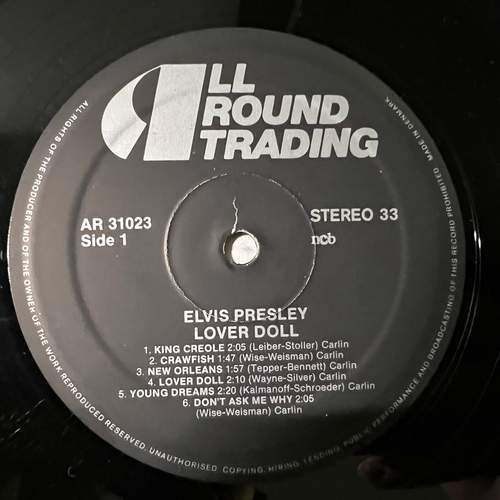 ALL
ROUND
TRADING
AR 31023
Side 1
STEREO 33
ncb
ELVIS PRESLEY
LOVER DOLL
1. KING CREOLE 2:05 (Leiber-Stoller) Carlin
2. CRAWFISH 1:47 (Wise-Weisman) Carlin
3. NEW ORLEANS 1:57 (Tepper-Bennett) Carlin
4. LOVER DOLL 2:10 (Wayne-Silver) Carlin
5. YOUNG DREAMS 2:20 (Kalmanoff-Schroeder) Carlin
6. DON'T ASK ME WHY 2:05
(Wise-Weisman) Carlin
ALL RIGHTS OF THE PRODUCER AND OF THE OWNER OF THE WORK REPRODUCED RESERVED. UNAUTHORISED. COPYING, HIRING, LENDING, PUBLIC PERFORMANCE AND BROADCASTING OF THIS RECORD PROHIBITED MADE IN DENMARK